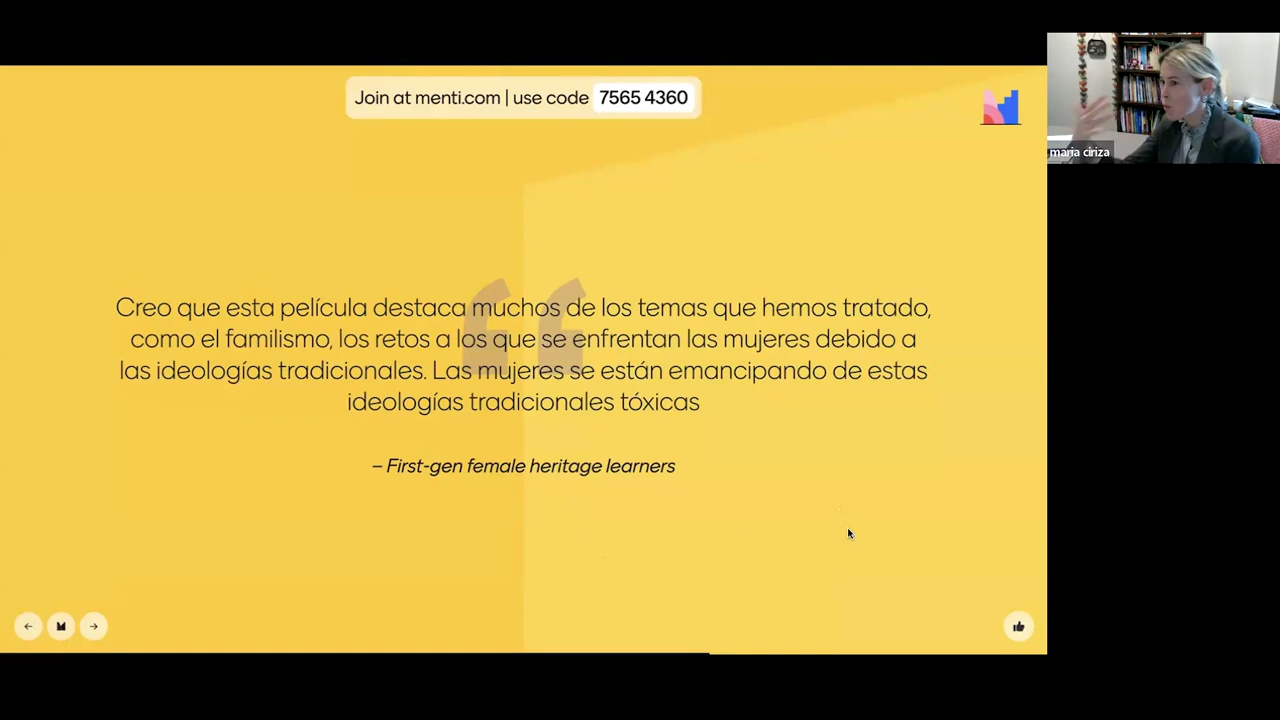 Join at menti.com | use code 7565 4360
maria ciriza
Creo que esta película destaca muchos de los temas que hemos tratado,
como el familismo, los retos a los que se enfrentan las mujeres debido a
las ideologías tradicionales. Las mujeres se están emancipando de estas
ideologías tradicionales tóxicas
– First-gen female heritage learners